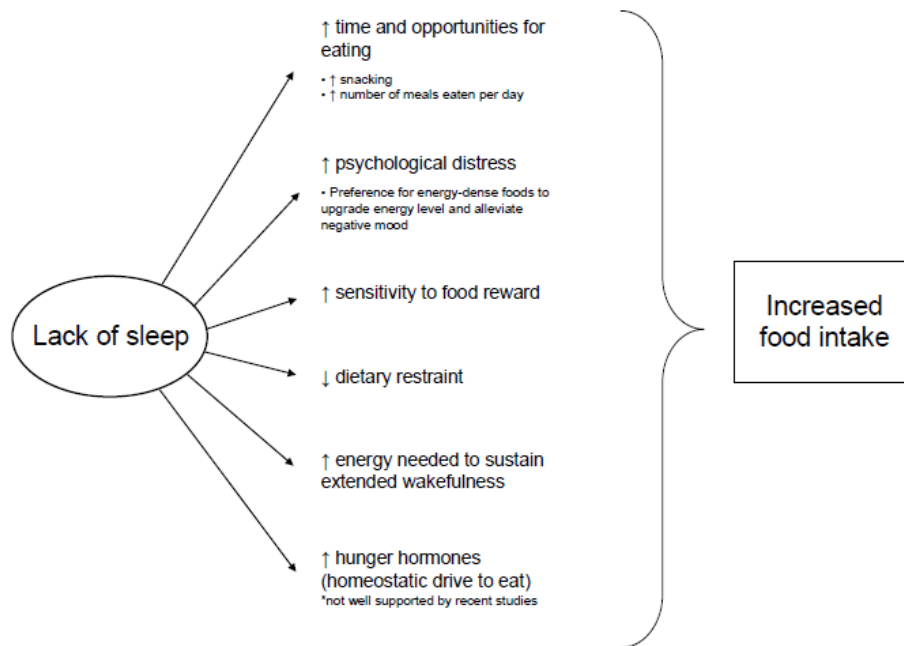 ↑ time and opportunities for
eating
• ↑ snacking
• ↑ number of meals eaten per day
↑ psychological distress
• Preference for energy-dense foods to
upgrade energy level and alleviate
negative mood
↑ sensitivity to food reward
Lack of sleep
↓ dietary restraint
↑ energy needed to sustain
extended wakefulness
↑ hunger hormones
(homeostatic drive to eat)
*not well supported by recent studies
Increased
food intake